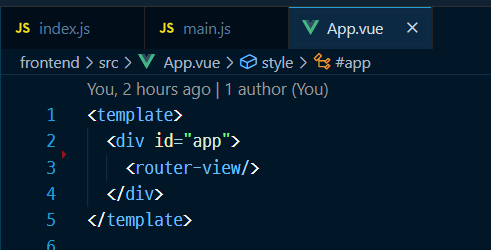 JS index.js JS main.js App.vue ×
frontend > src > App.vue > style > #app
You, 2 hours ago | 1 author (You)
1 <template>
2 <div id="app">
3 <router-view/>
4 </div>
5 </template>